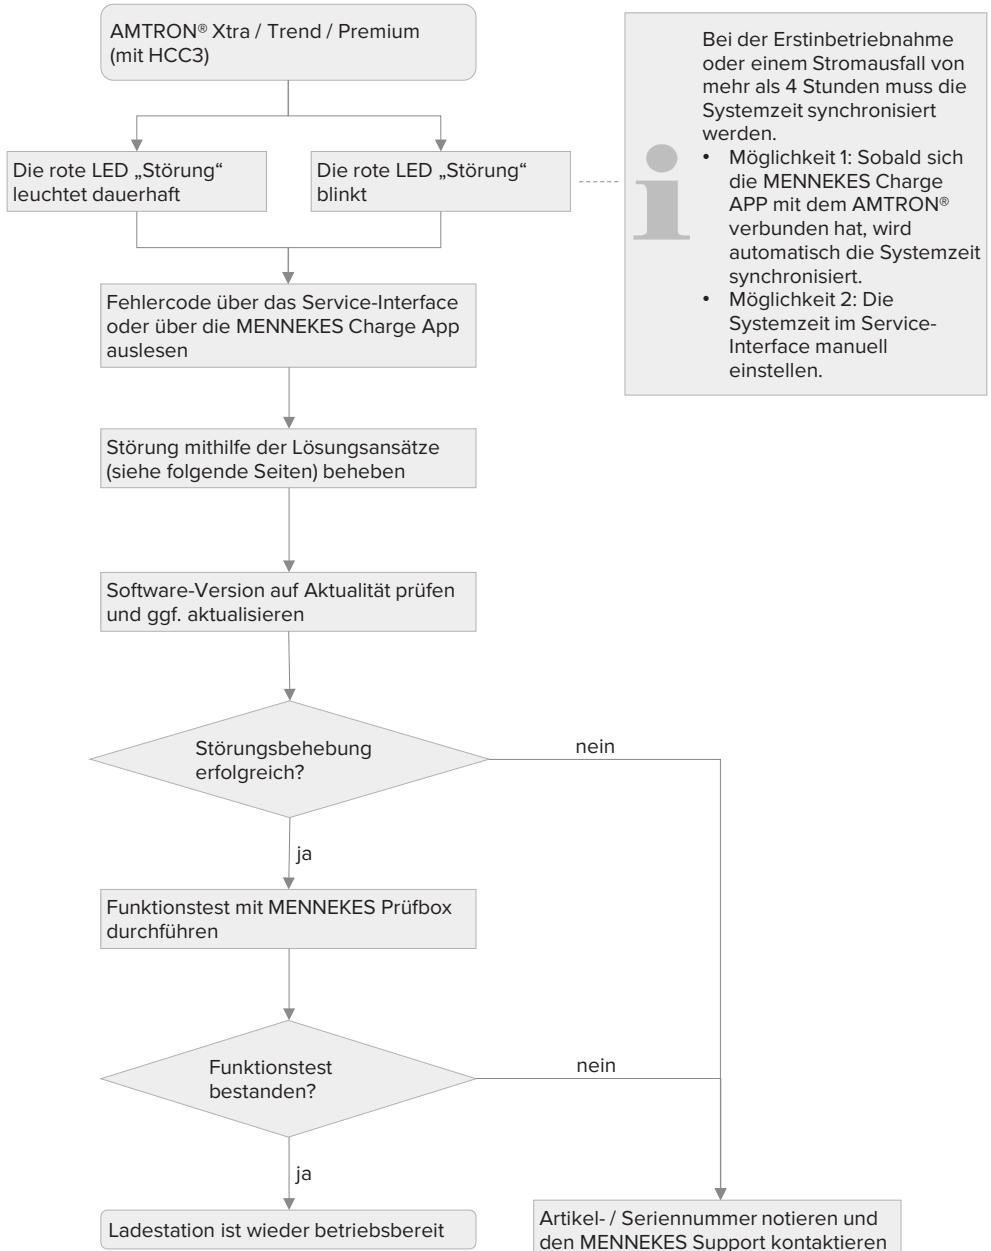 AMTRON® Xtra / Trend / Premium
(mit HCC3)
Die rote LED „Störung“
leuchtet dauerhaft
Die rote LED „Störung“
blinkt
Bei der Erstinbetriebnahme
oder einem Stromausfall von
mehr als 4 Stunden muss die
Systemzeit synchronisiert
werden.
• Möglichkeit 1: Sobald sich
die MENNEKES Charge
APP mit dem AMTRON®
verbunden hat, wird
automatisch die Systemzeit
synchronisiert.
• Möglichkeit 2: Die
Systemzeit im Service-
Interface manuell
einstellen.
Fehlercode über das Service-Interface
oder über die MENNEKES Charge App
auslesen
Störung mithilfe der Lösungsansätze
(siehe folgende Seiten) beheben
Software-Version auf Aktualität prüfen
und ggf. aktualisieren
Störungsbehebung
erfolgreich?
nein
ja
Funktionstest mit MENNEKES Prüfbox
durchführen
Funktionstest
bestanden?
nein
ja
Ladestation ist wieder betriebsbereit
Artikel- / Seriennummer notieren und
den MENNEKES Support kontaktieren